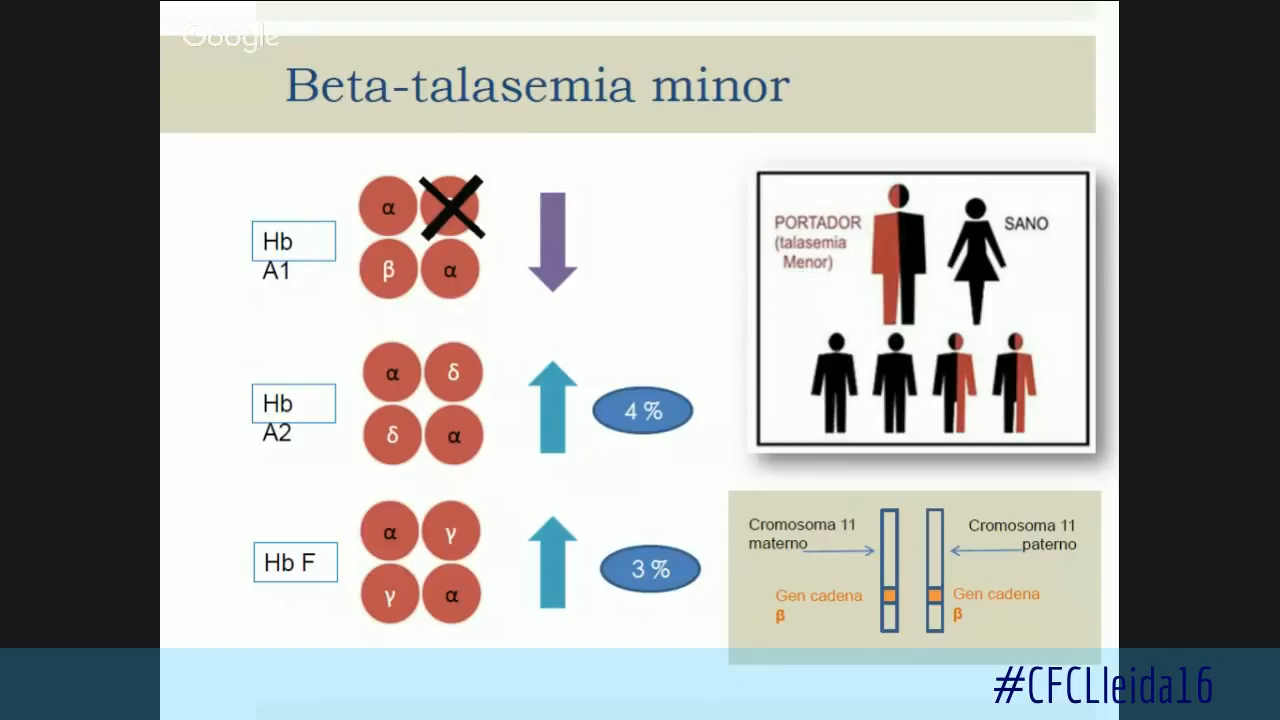 Google
Beta-talasemia minor
Hb
A1
α
β
α
Hb
A2
α
δ
δ
α
4 %
Hb F
α
γ
γ
α
3 %
PORTADOR
(talasemia
Menor)
SANO
Cromosoma 11
materno
Cromosoma 11
paterno
Gen cadena
β
Gen cadena
β
#CFCLleida16